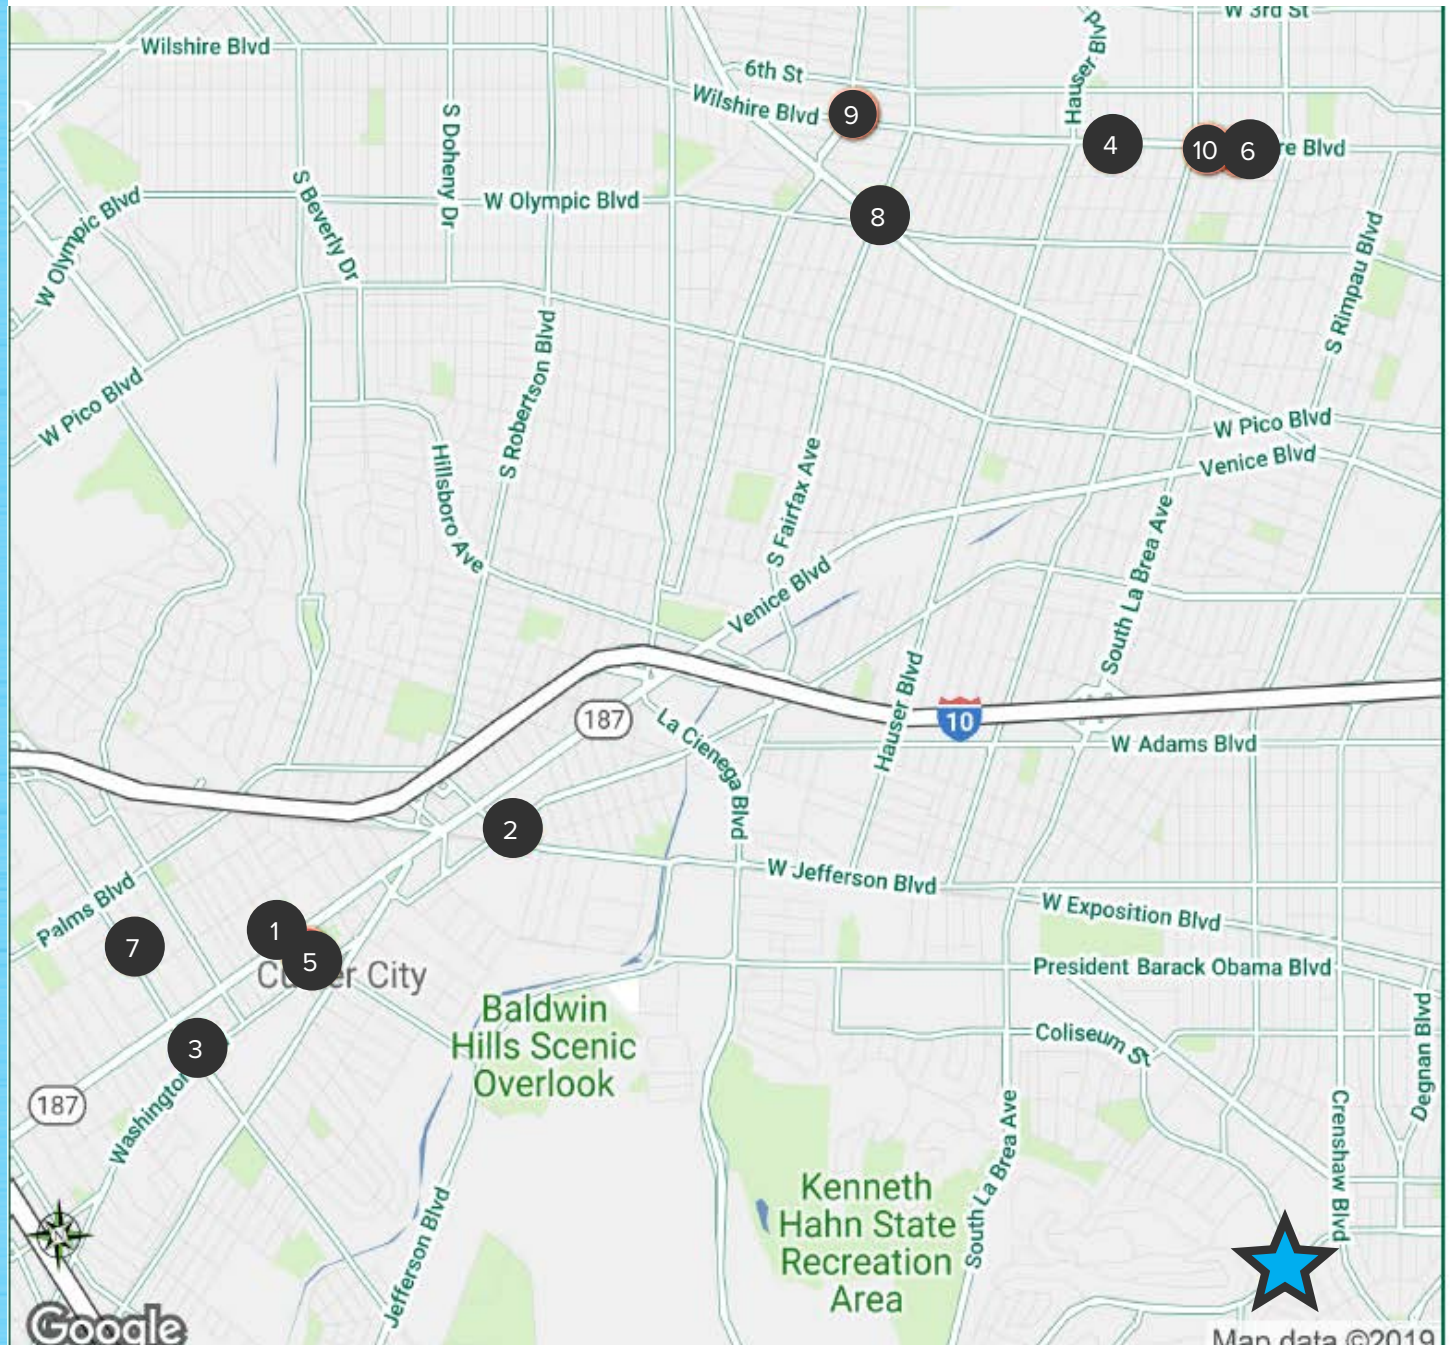 W 3rd St
Wilshire Blvd
6th St
Hauser Blv
Wilshire Blvd
9
4
10
6
re Blvd
S Doheny Dr
S Beverly Dr
W Olympic Blvd
W Olympic Blvd
8
S Rimpau Blvd
S Robertson Blvd
W Pico Blvd
W Pico Blvd
Venice Blvd
Hillsboro Ave
S Fairfax Ave
South La Brea Ave
Venice Blvd
Hauser Blvd
187
La Cienega Blvd
10
W Adams Blvd
2
W Jefferson Blvd
Palms Blvd
W Exposition Blvd
1
7
5
C er City
President Barack Obama Blvd
Baldwin
Hills Scenic
Overlook
Coliseum St
Degnan Blvd
3
187
Washington
Crenshaw Blvd
South La Brea Ave
Kenneth
Hahn State
Recreation
Area
Jefferson Blvd
N
Google
Map data ©2019